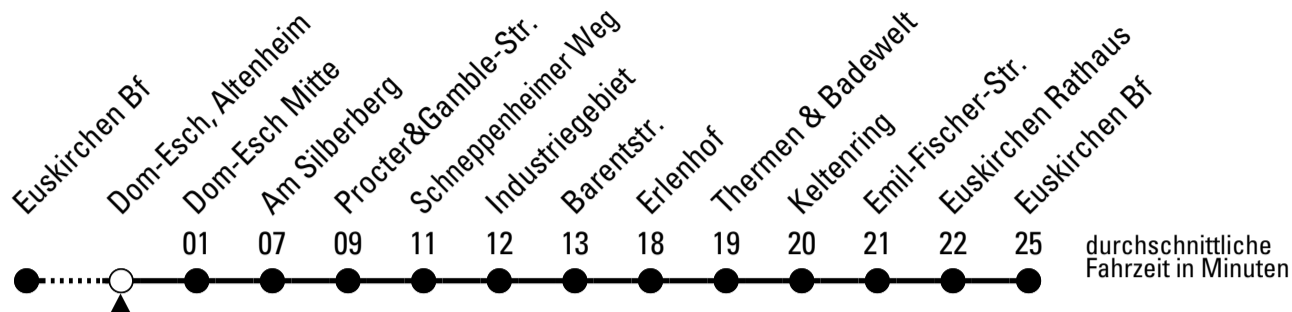 Euskirchen Bf
Dom-Esch, Altenheim
Dom-Esch Mitte
Am Silberberg
Procter&Gamble-Str.
Schneppenheimer Weg
Industriegebiet
Barentstr.
Erlenhof
Thermen & Badewelt
Keltenring
Emil-Fischer-Str.
Euskirchen Rathaus
Euskirchen Bf
01 07 09 11 12 13 18 19 20 21 22 25
durchschnittliche
Fahrzeit in Minuten